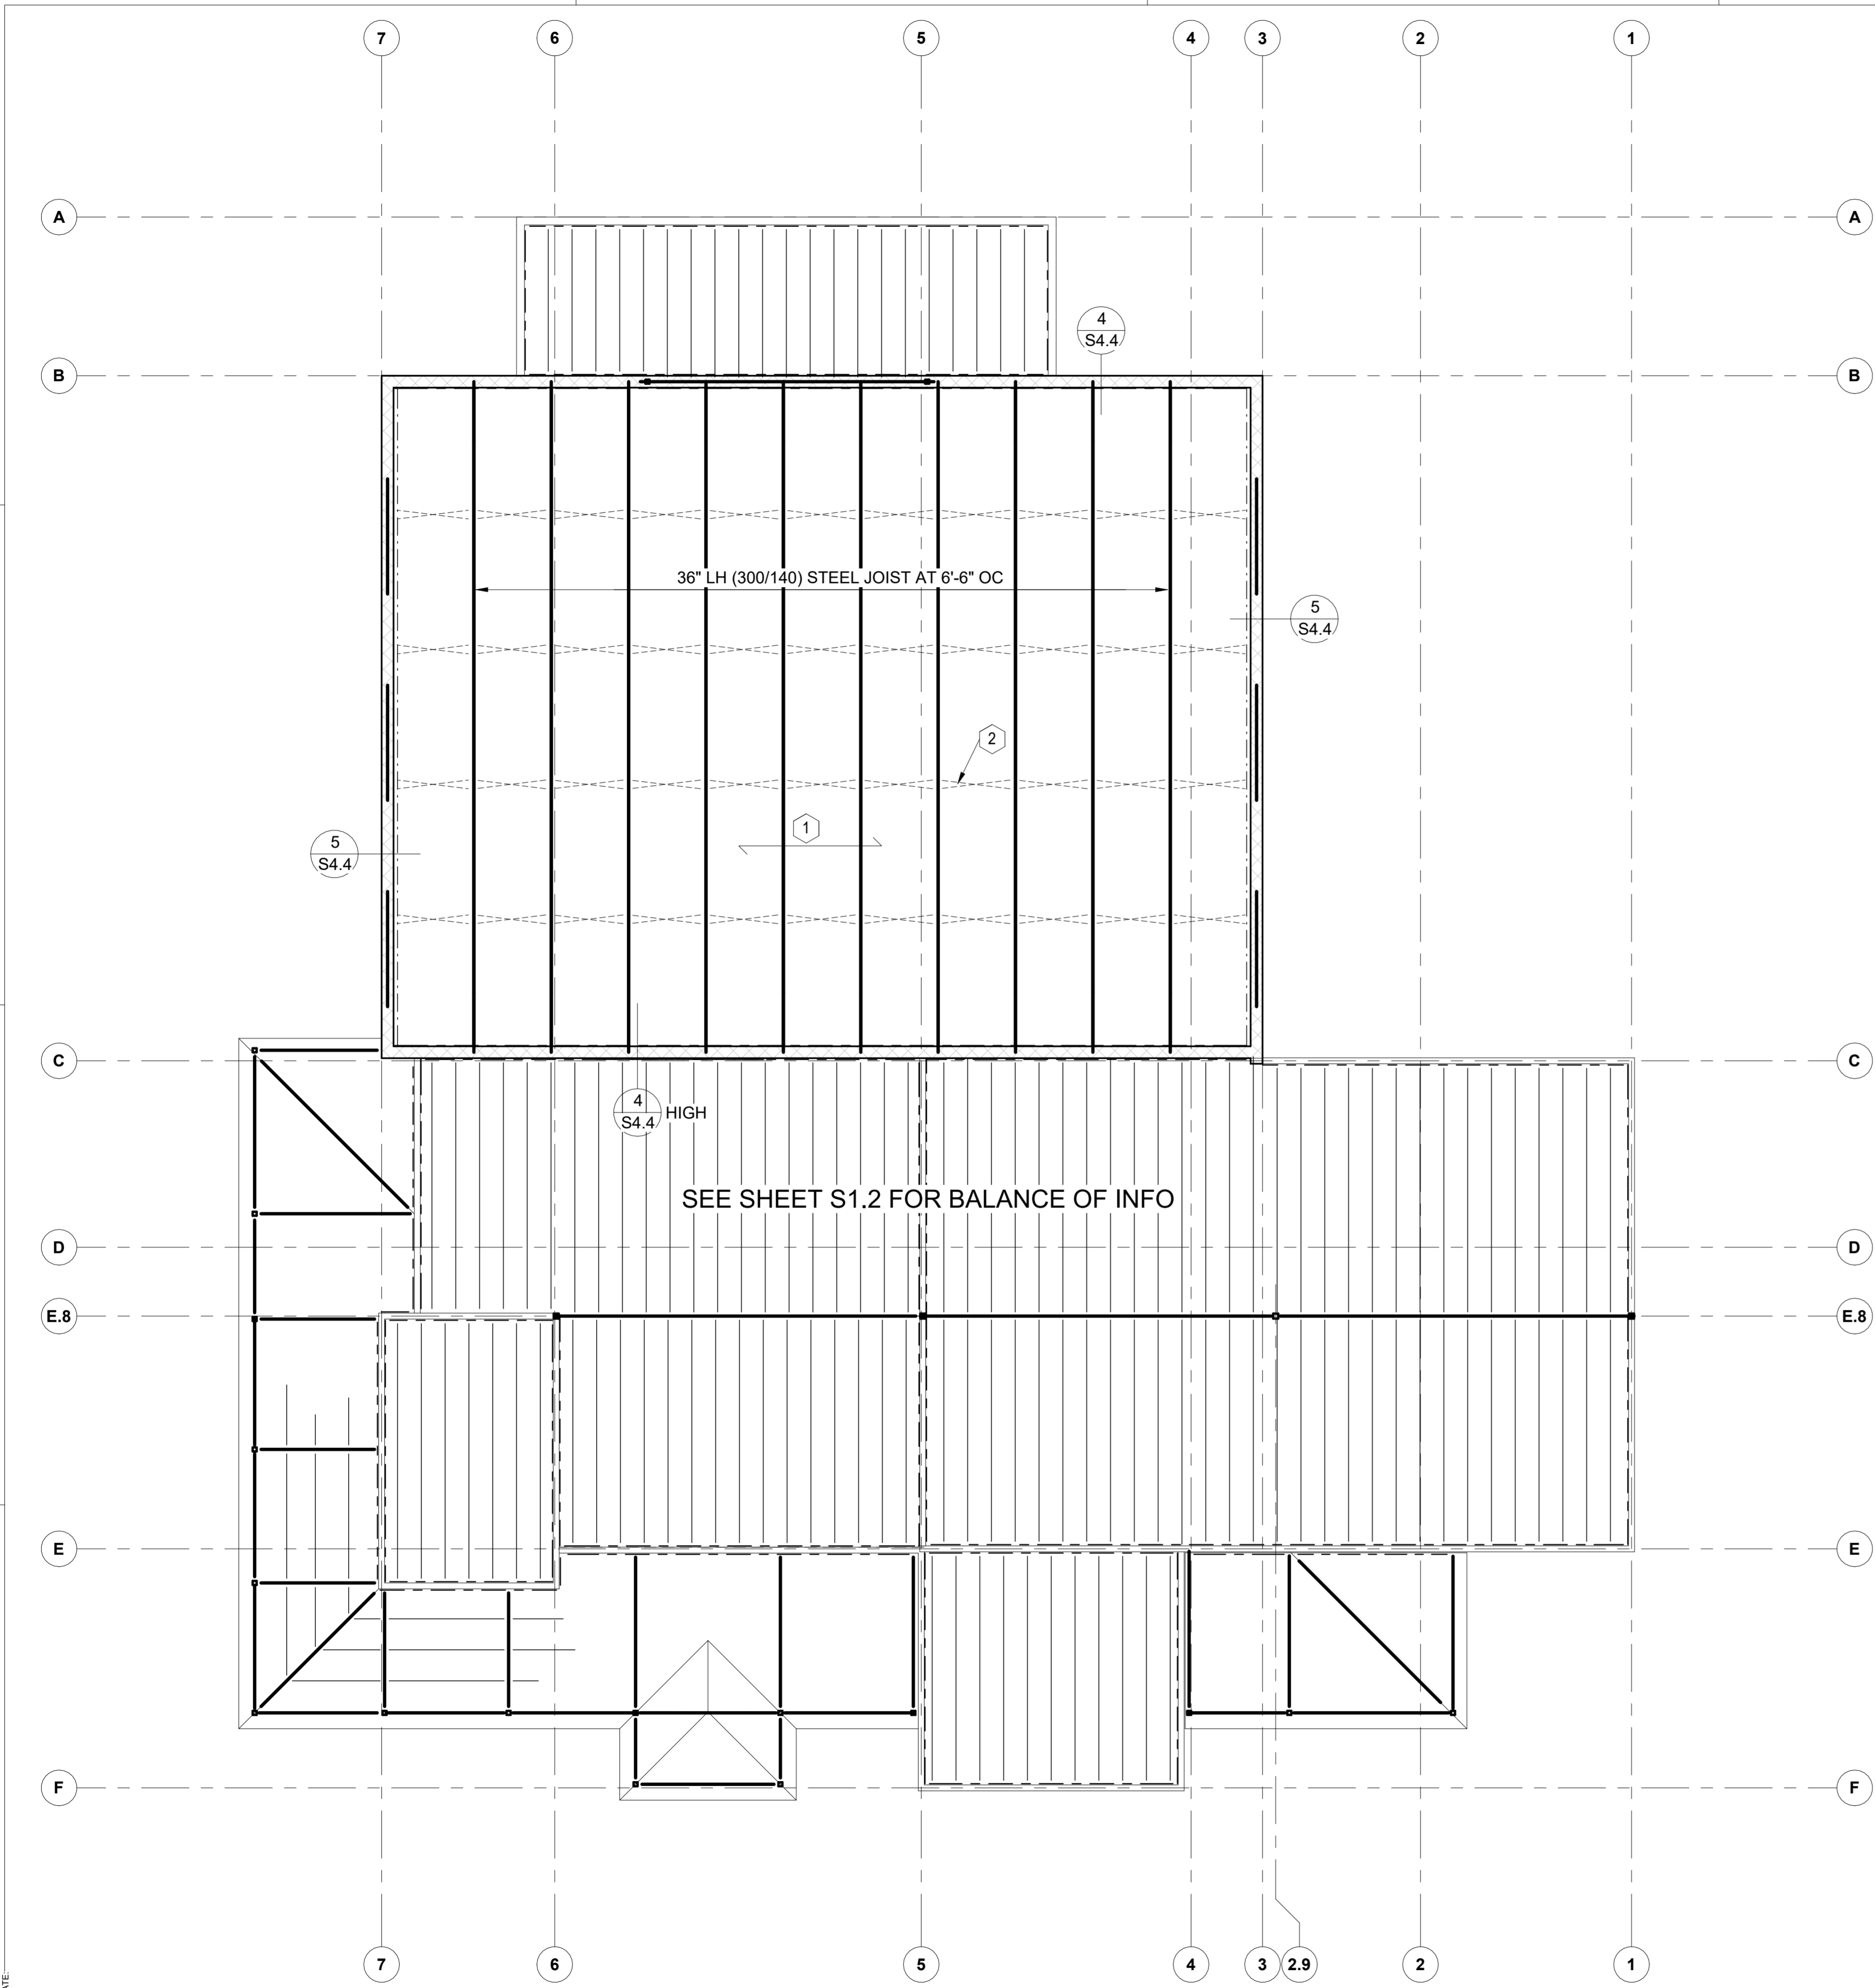 7 6 5 4 3 2 1
A A
4
S4.4
B B
36" LH (300/140) STEEL JOIST AT 6'-6" OC
5
S4.4
2
1
5
S4.4
C C
4
S4.4
HIGH
SEE SHEET S1.2 FOR BALANCE OF INFO
D D
E.8 E.8
E E
F F
7 6 5 4 3 2.9 2 1